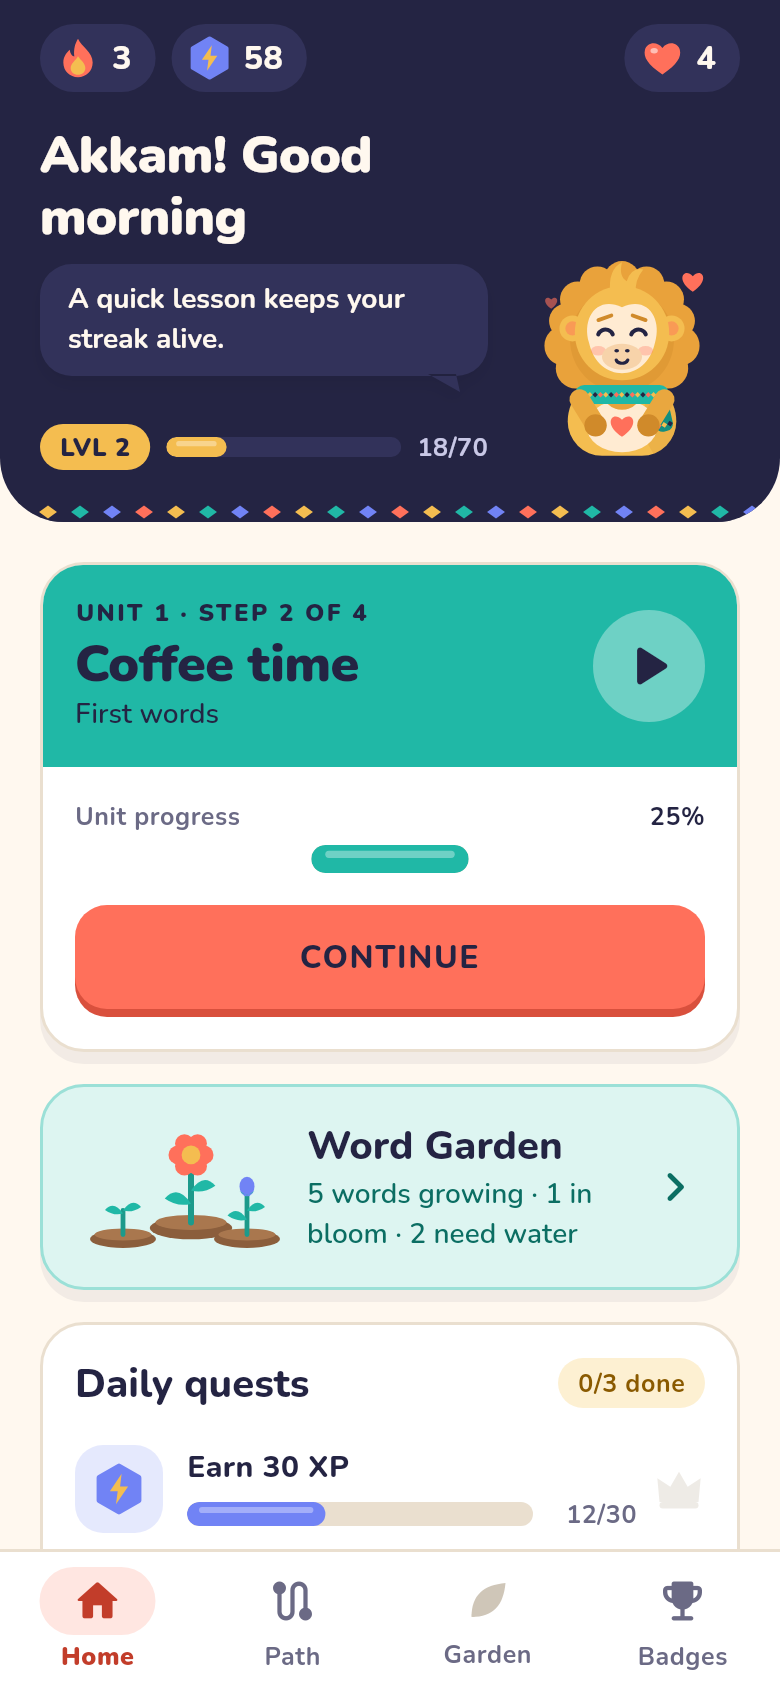 3
58
4
Akkam! Good
morning
A quick lesson keeps your
streak alive.
LVL 2
18/70
UNIT 1 · STEP 2 OF 4
Coffee time
First words
Unit progress
25%
CONTINUE
Word Garden
5 words growing · 1 in
bloom · 2 need water
Daily quests
0/3 done
Earn 30 XP
12/30
Home
Path
Garden
Badges